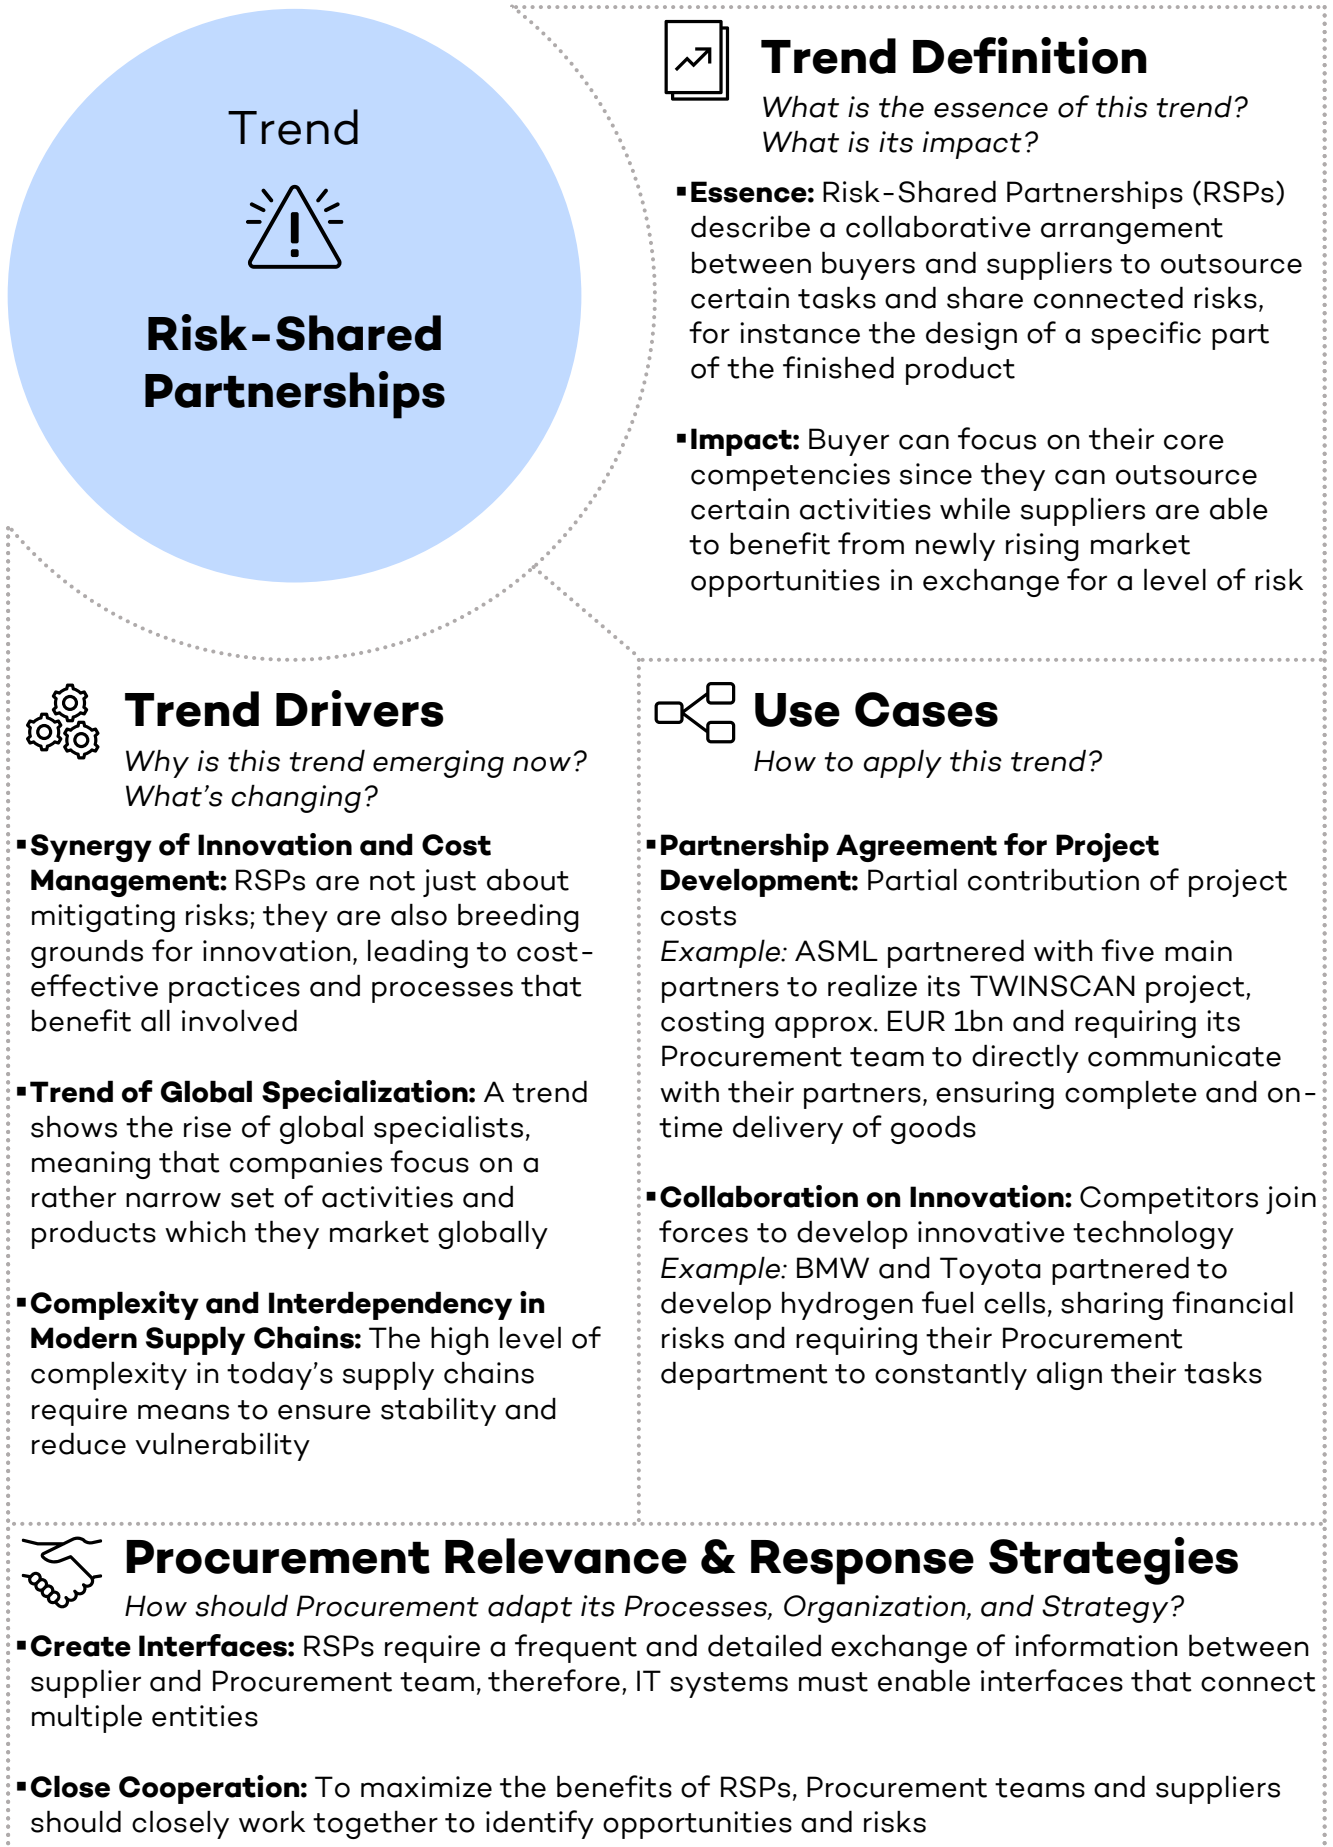 Trend
Risk-Shared
Partnerships
Trend Definition
What is the essence of this trend?
What is its impact?
▪Essence: Risk-Shared Partnerships (RSPs)
describe a collaborative arrangement
between buyers and suppliers to outsource
certain tasks and share connected risks,
for instance the design of a specific part
of the finished product
▪Impact: Buyer can focus on their core
competencies since they can outsource
certain activities while suppliers are able
to benefit from newly rising market
opportunities in exchange for a level of risk
Trend Drivers
Why is this trend emerging now?
What's changing?
▪Synergy of Innovation and Cost
Management: RSPs are not just about
mitigating risks; they are also breeding
grounds for innovation, leading to cost-
effective practices and processes that
benefit all involved
▪Trend of Global Specialization: A trend
shows the rise of global specialists,
meaning that companies focus on a
rather narrow set of activities and
products which they market globally
▪Complexity and Interdependency in
Modern Supply Chains: The high level of
complexity in today's supply chains
require means to ensure stability and
reduce vulnerability
Use Cases
How to apply this trend?
▪Partnership Agreement for Project
Development: Partial contribution of project
costs
Example: ASML partnered with five main
partners to realize its TWINSCAN project,
costing approx. EUR 1bn and requiring its
Procurement team to directly communicate
with their partners, ensuring complete and on-
time delivery of goods
▪Collaboration on Innovation: Competitors join
forces to develop innovative technology
Example: BMW and Toyota partnered to
develop hydrogen fuel cells, sharing financial
risks and requiring their Procurement
department to constantly align their tasks
Procurement Relevance & Response Strategies
How should Procurement adapt its Processes, Organization, and Strategy?
▪Create Interfaces: RSPs require a frequent and detailed exchange of information between
supplier and Procurement team, therefore, IT systems must enable interfaces that connect
multiple entities
▪Close Cooperation: To maximize the benefits of RSPs, Procurement teams and suppliers
should closely work together to identify opportunities and risks